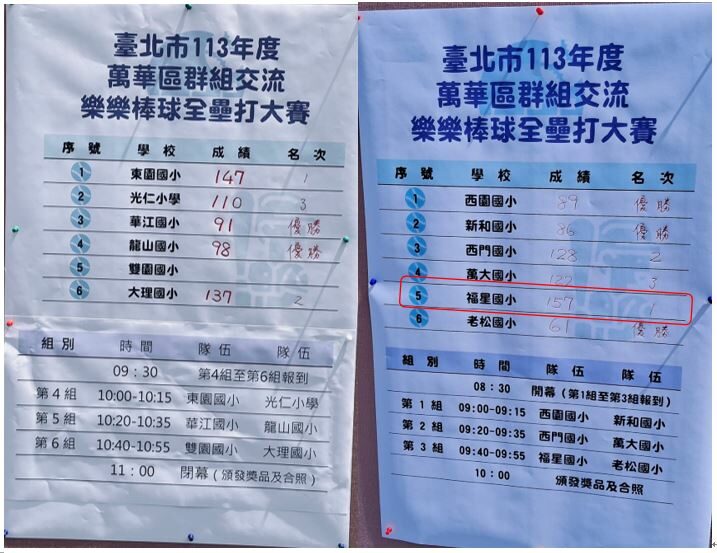 臺北市113年度
萬華區群組交流
樂樂棒球全壘打大賽
序號 學校 成績 名次
1 東園國小 147 1
2 光仁小學 110 3
3 華江國小 91 優勝
4 龍山國小 98 優勝
5 雙園國小
6 大理國小 137 2
組別 時間 隊伍 隊伍
09:30 第4組至第6組報到
第4組 10:00-10:15 東園國小 光仁小學
第5組 10:20-10:35 華江國小 龍山國小
第6組 10:40-10:55 雙園國小 大理國小
11:00 閉幕(頒發獎品及合照)
臺北市113年度
萬華區群組交流
樂樂棒球全壘打大賽
序號 學校 成績 名次
1 西園國小 89 優勝
2 新和國小 86 優勝
3 西門國小 128 2
4 萬大國小 122 3
5 福星國小 157 1
6 老松國小 61 優勝
組別 時間 隊伍 隊伍
08:30 開幕(第1組至第3組報到)
第1組 09:00-09:15 西園國小 新和國小
第2組 09:20-09:35 西門國小 萬大國小
第3組 09:40-09:55 福星國小 老松國小
10:00 頒發獎品及合照